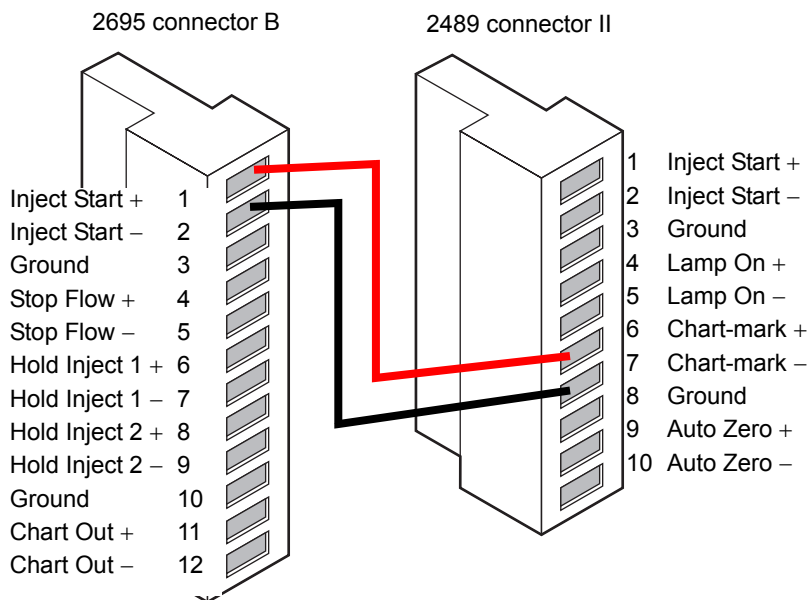 2695 connector B
2489 connector II
Inject Start + 1
Inject Start − 2
Ground 3
Stop Flow + 4
Stop Flow − 5
Hold Inject 1 + 6
Hold Inject 1 − 7
Hold Inject 2 + 8
Hold Inject 2 − 9
Ground 10
Chart Out + 11
Chart Out − 12
1 Inject Start +
2 Inject Start −
3 Ground
4 Lamp On +
5 Lamp On −
6 Chart-mark +
7 Chart-mark −
8 Ground
9 Auto Zero +
10 Auto Zero −